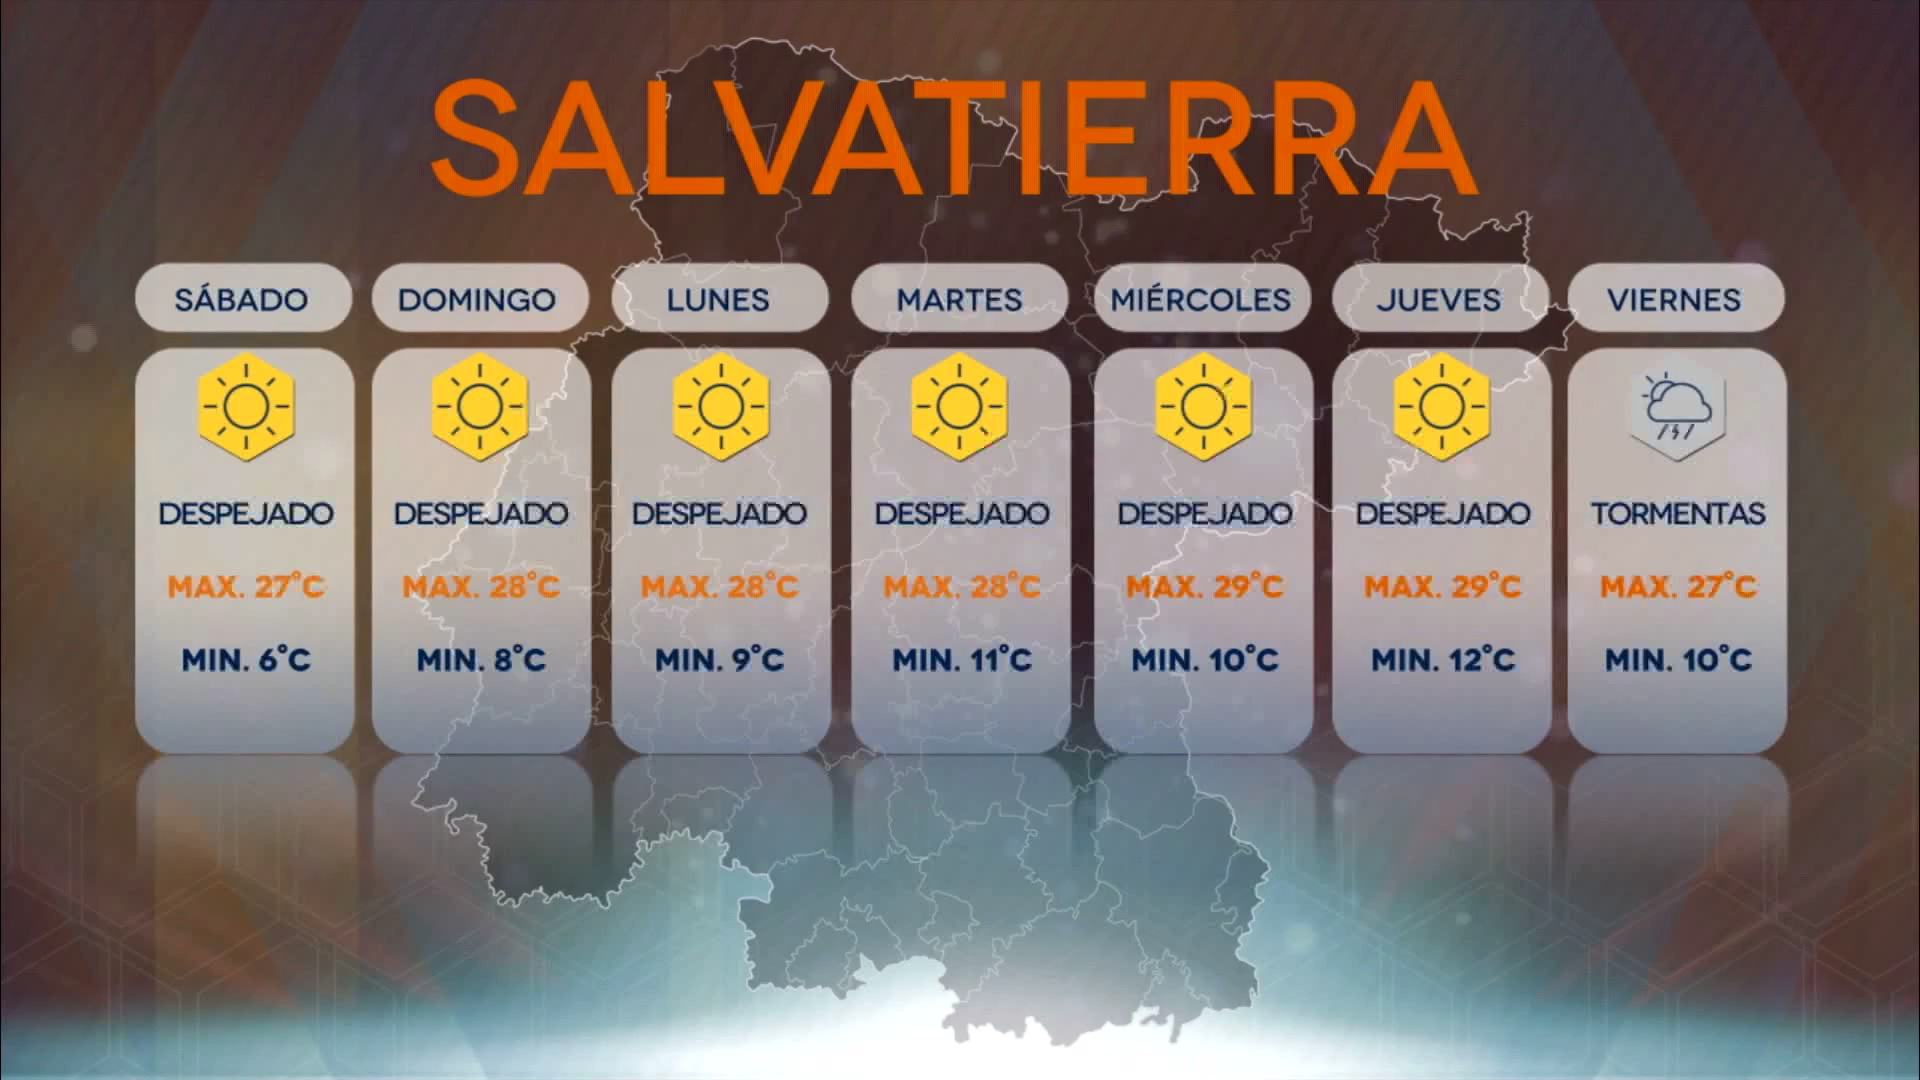 SALVATIERRA
SÁBADO
DESPEJADO
MAX. 27°C
MIN. 6°C
DOMINGO
DESPEJADO
MAX. 28°C
MIN. 8°C
LUNES
DESPEJADO
MAX. 28°C
MIN. 9°C
MARTES
DESPEJADO
MAX. 28°C
MIN. 11°C
MIÉRCOLES
DESPEJADO
MAX. 29°C
MIN. 10°C
JUEVES
DESPEJADO
MAX. 29°C
MIN. 12°C
VIERNES
TORMENTAS
MAX. 27°C
MIN. 10°C